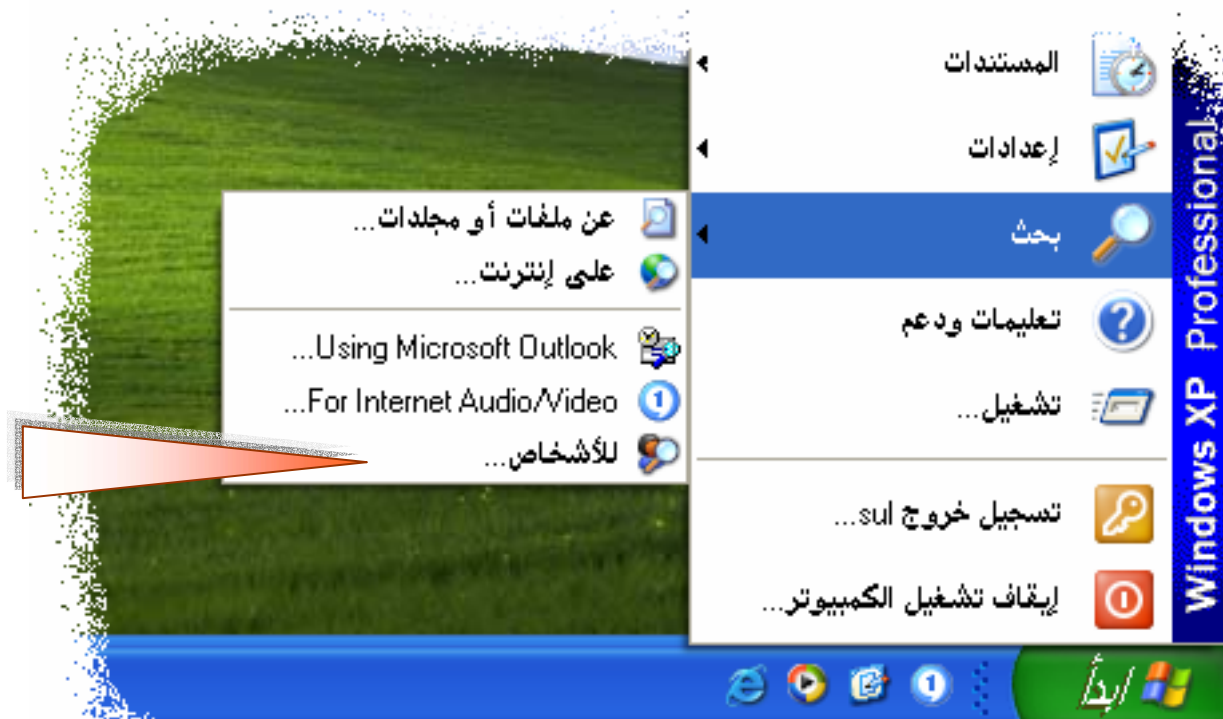 المستندات
إعدادات
بحث
تعليمات ودعم
تشغيل...
تسجيل خروج sul...
إيقاف تشغيل الكمبيوتر...
عن ملفات أو مجلدات...
على إنترنت...
Using Microsoft Outlook...
For Internet Audio/Video...
للأشخاص...
Windows XP Professional
ابدأ